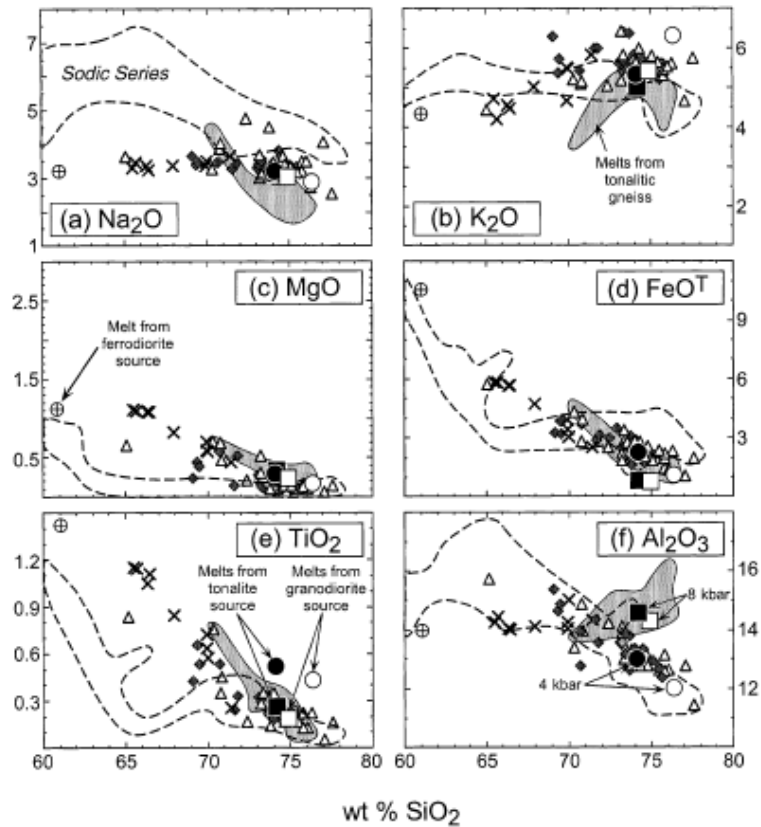 7
5
3
1
Sodic Series
(a) Na2O
6
4
2
Melts from
tonalitic
gneiss
(b) K2O
2.5
1.5
0.5
(c) MgO
Melt from
ferrodiorite
source
9
6
3
(d) FeOT
1.2
0.9
0.6
0.3
(e) TiO2
Melts from
tonalite
source
Melts from
granodiorite
source
60
65
70
75
80
16
14
12
(f) Al2O3
8 kbar
4 kbar
60
65
70
75
80
wt % SiO2